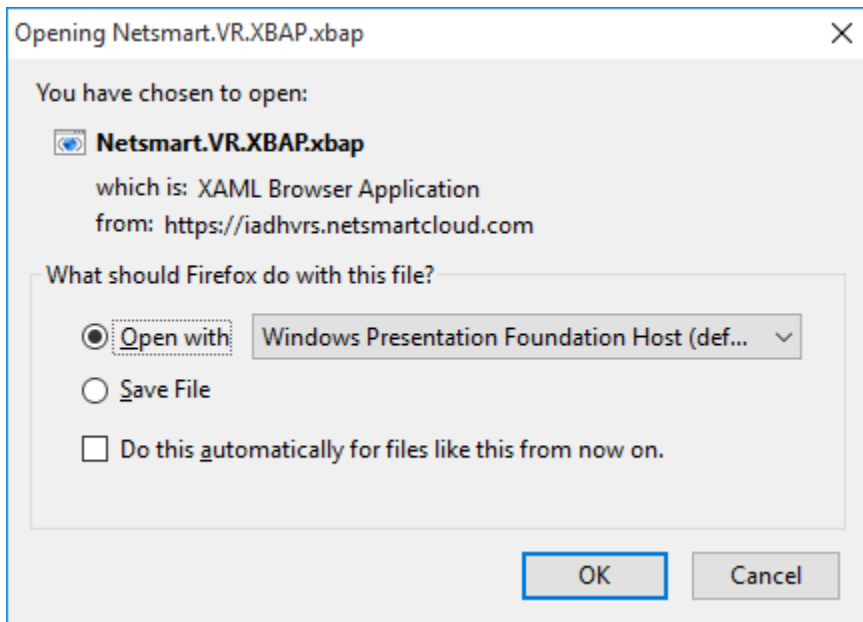 Opening Netsmart.VR.XBAP.xbap
You have chosen to open:
Netsmart.VR.XBAP.xbap
which is: XAML Browser Application
from: https://iadhvrs.netsmartcloud.com
What should Firefox do with this file?
Open with Windows Presentation Foundation Host (def...
Save File
Do this automatically for files like this from now on.
OK Cancel